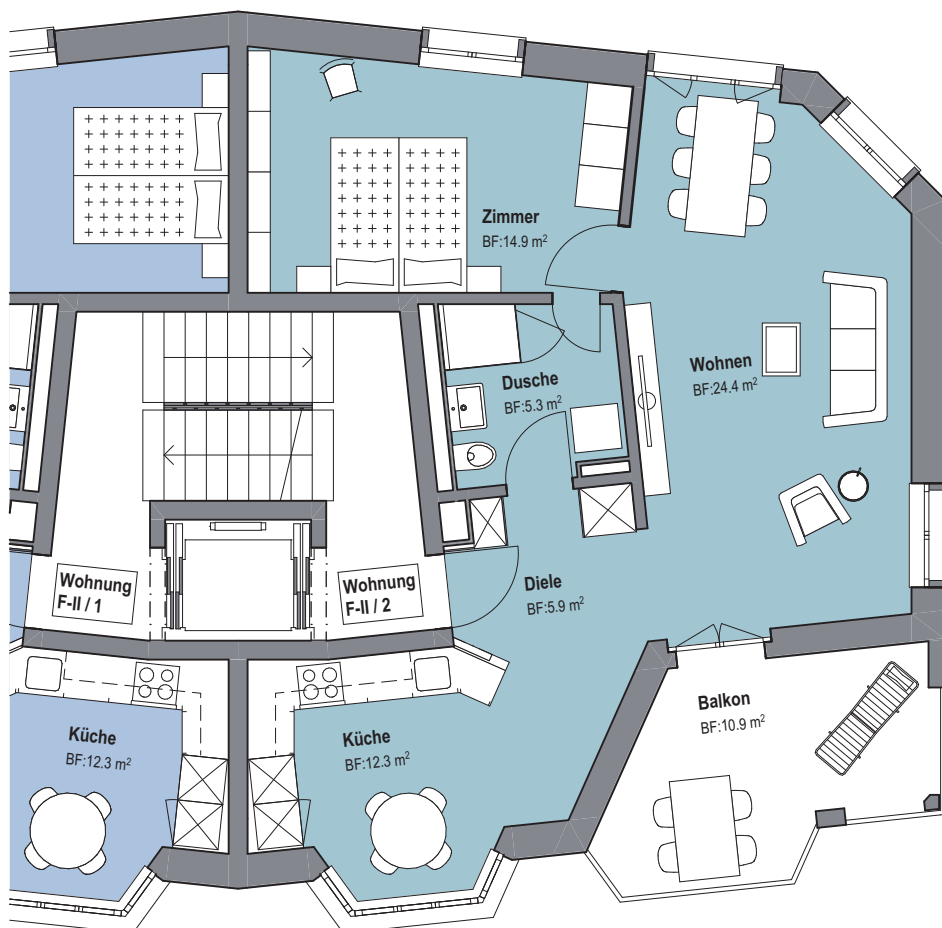 Zimmer
BF:14.9 m²
Wohnen
BF:24.4 m²
Dusche
BF:5.3 m²
Wohnung
F-II / 1
Wohnung
F-II / 2
Diele
BF:5.9 m²
Balkon
BF:10.9 m²
Küche
BF:12.3 m²
Küche
BF:12.3 m²